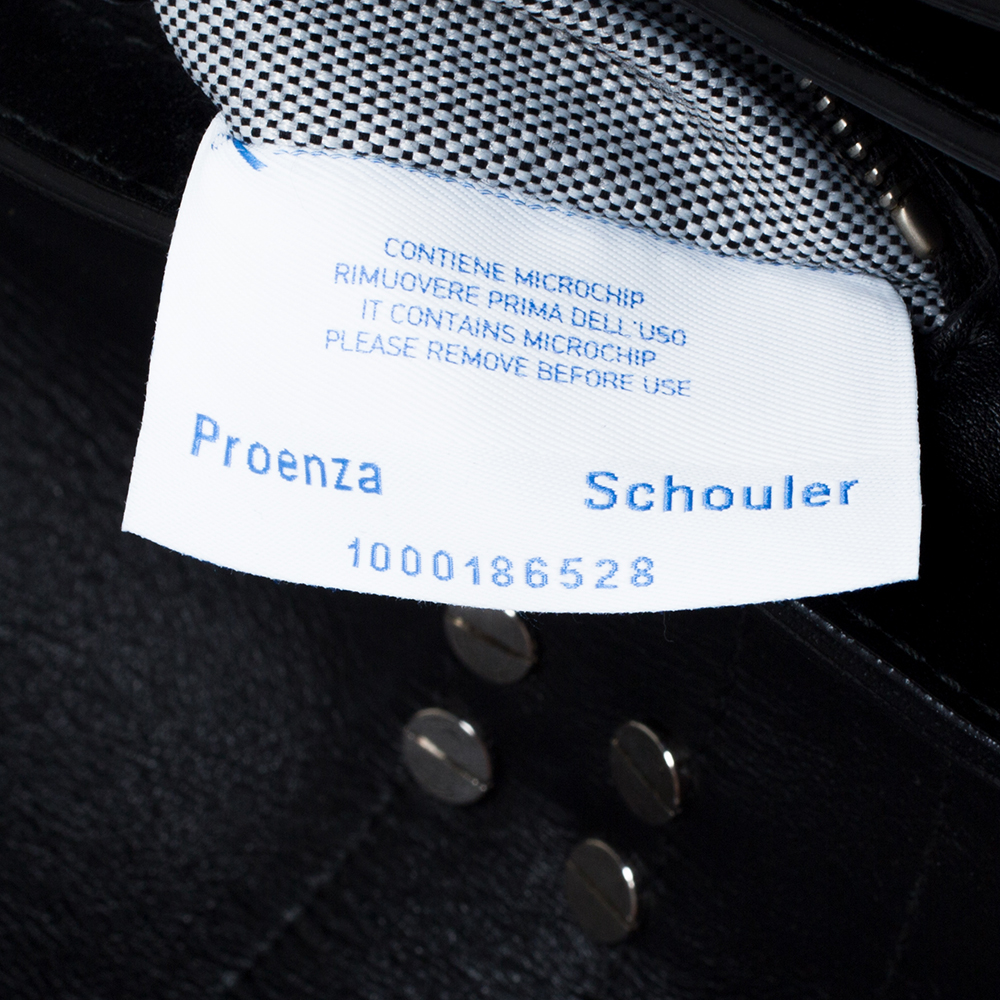 CONTIENE MICROCHIP
RIMUOVERE PRIMA DELL'USO
IT CONTAINS MICROCHIP
PLEASE REMOVE BEFORE USE
Proenza Schouler
1000186528